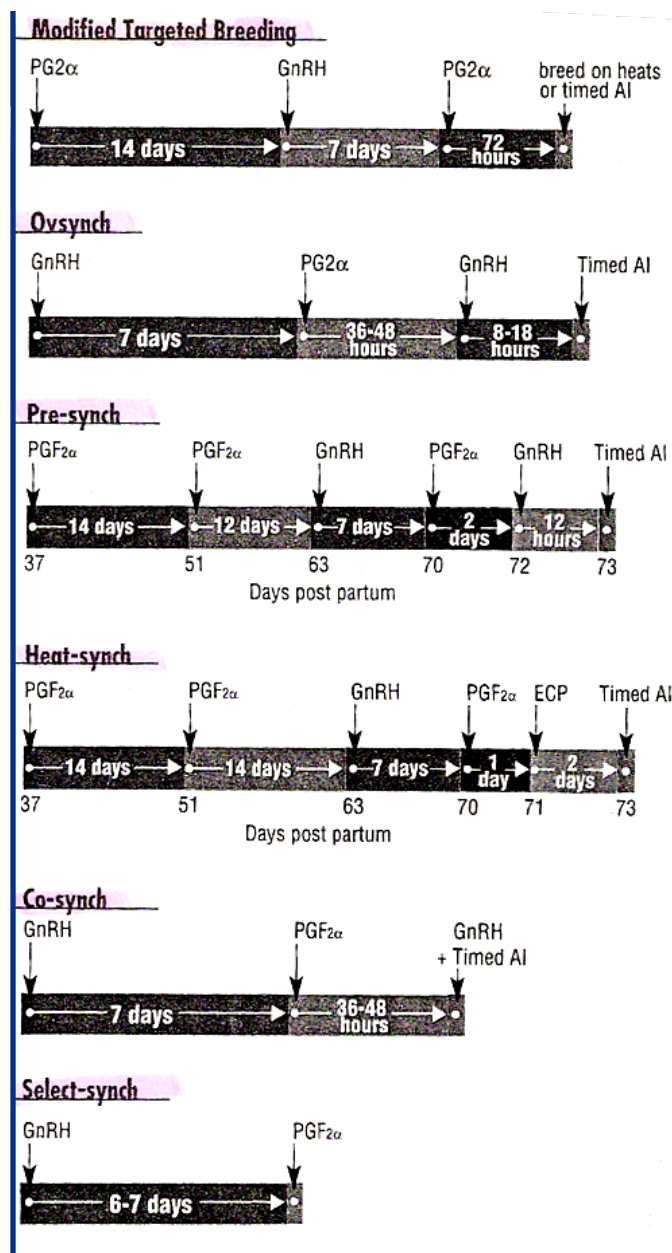 Modified Targeted Breeding
PG2α GnRH PG2α breed on heats
or timed AI
14 days 7 days 72
hours
Ovsynch
GnRH PG2α GnRH Timed AI
7 days 36-48
hours 8-18
hours
Pre-synch
PGF2α PGF2α GnRH PGF2α GnRH Timed AI
14 days 12 days 7 days 2
days 12
hours
37 51 63 70 72 73
Days post partum
Heat-synch
PGF2α PGF2α GnRH PGF2α ECP Timed AI
14 days 14 days 7 days 1
day 2
days
37 51 63 70 71 73
Days post partum
Co-synch
GnRH PGF2α GnRH
+ Timed AI
7 days 36-48
hours
Select-synch
GnRH PGF2α
6-7 days